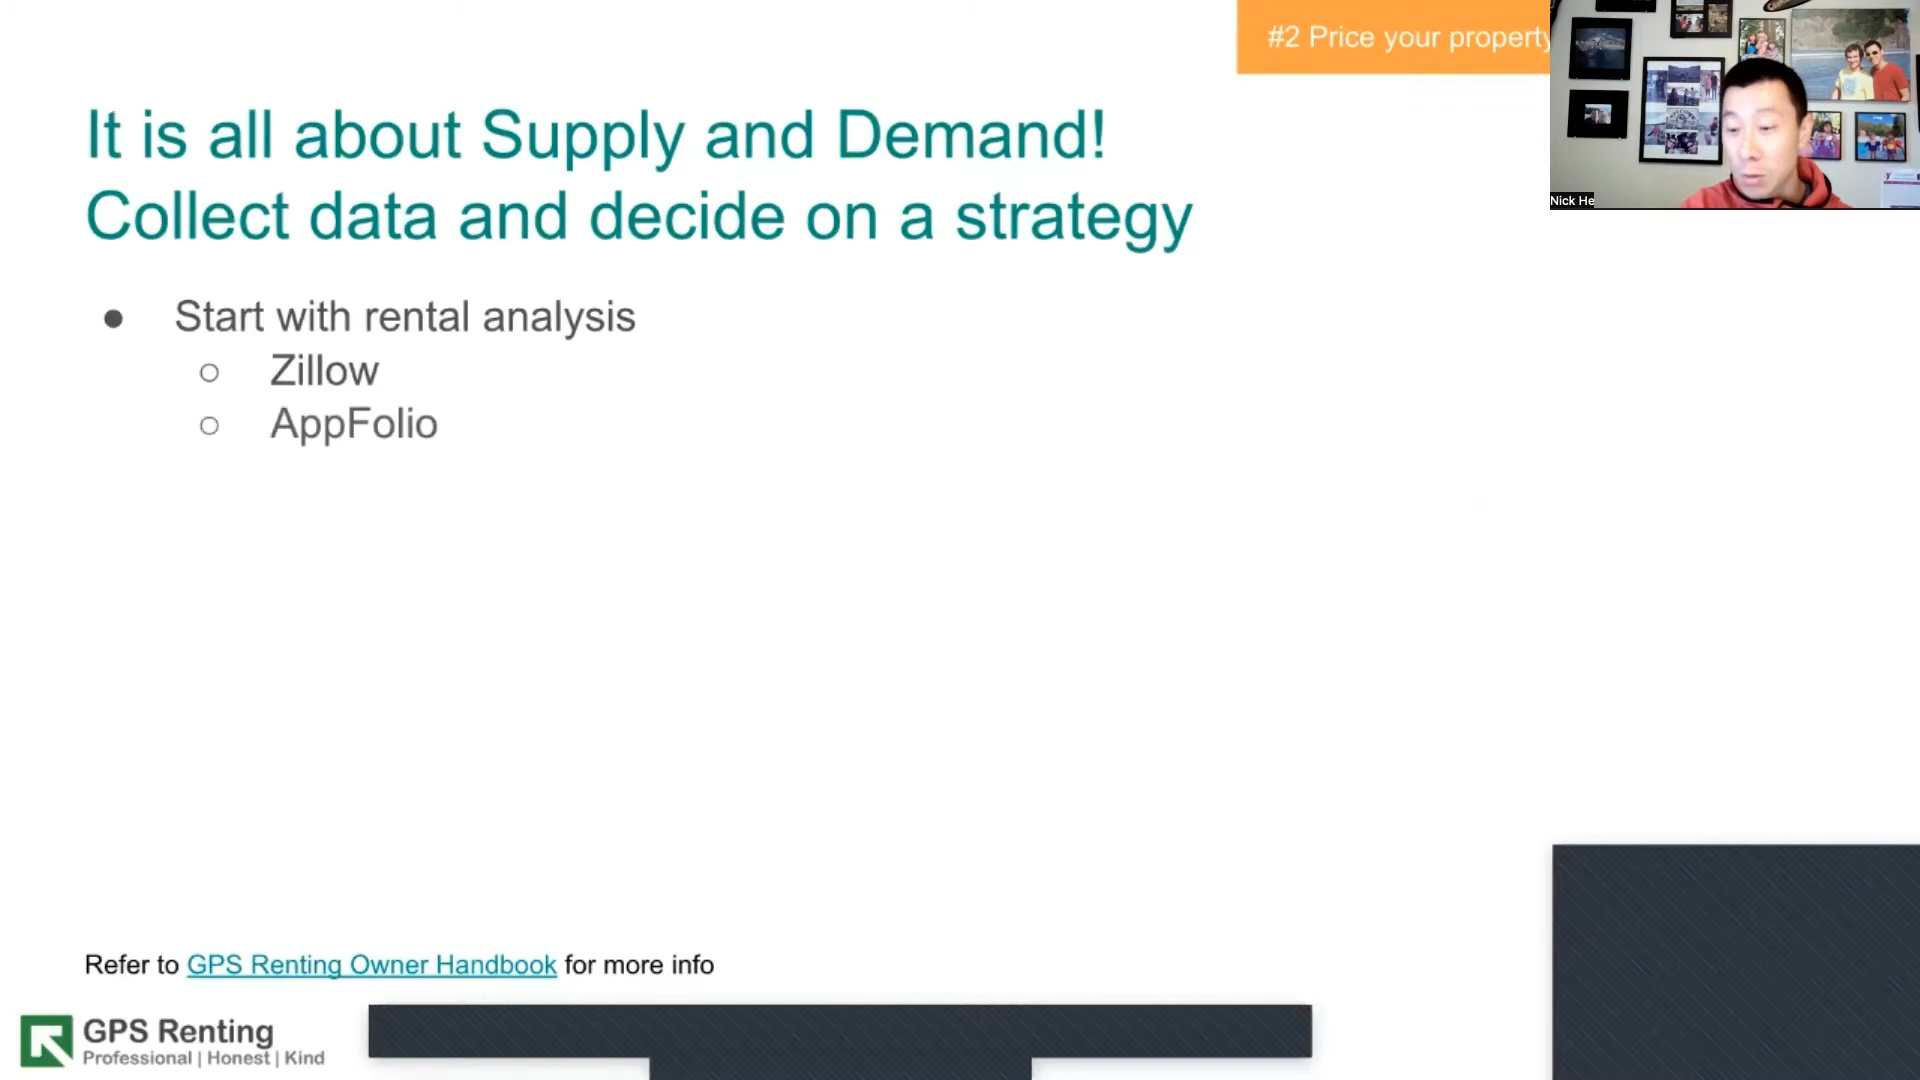 #2 Price your property
It is all about Supply and Demand!
Collect data and decide on a strategy
● Start with rental analysis
○ Zillow
○ AppFolio
Nick He
Refer to GPS Renting Owner Handbook for more info
GPS Renting
Professional | Honest | Kind